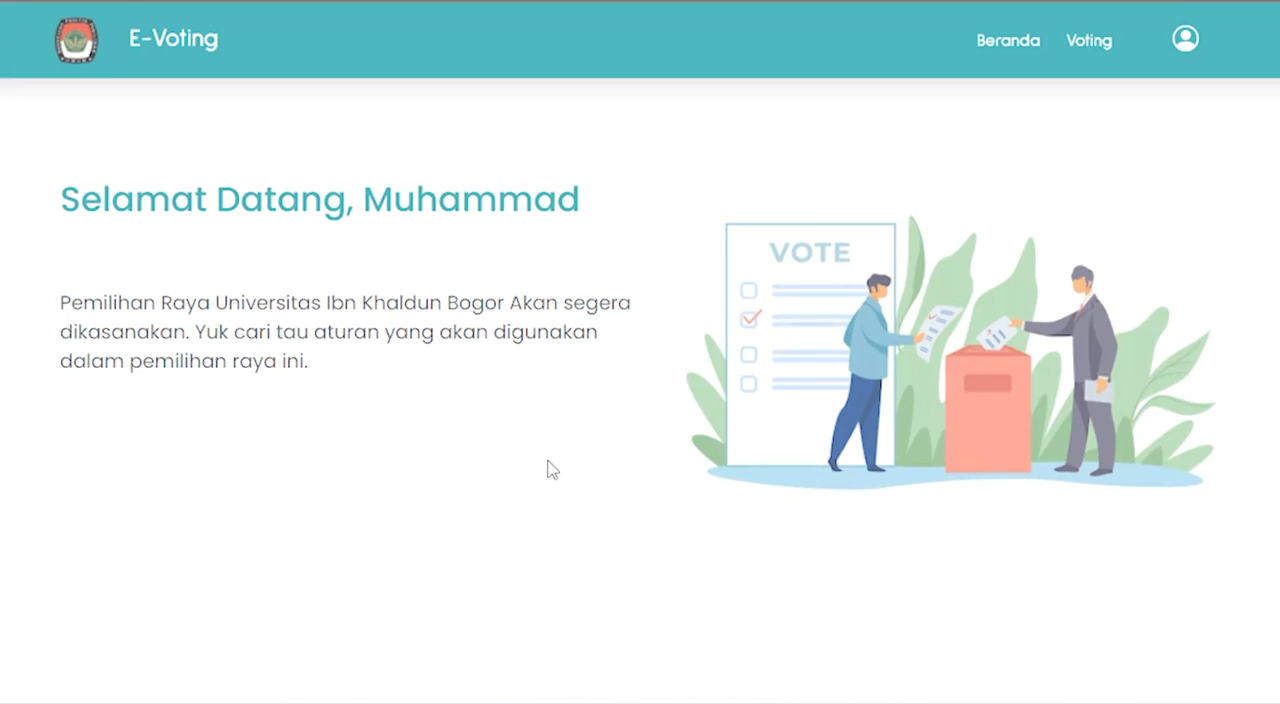 E-Voting
Beranda
Voting
Selamat Datang, Muhammad
Pemilihan Raya Universitas Ibn Khaldun Bogor Akan segera
dikasanakan. Yuk cari tau aturan yang akan digunakan
dalam pemilihan raya ini.
VOTE